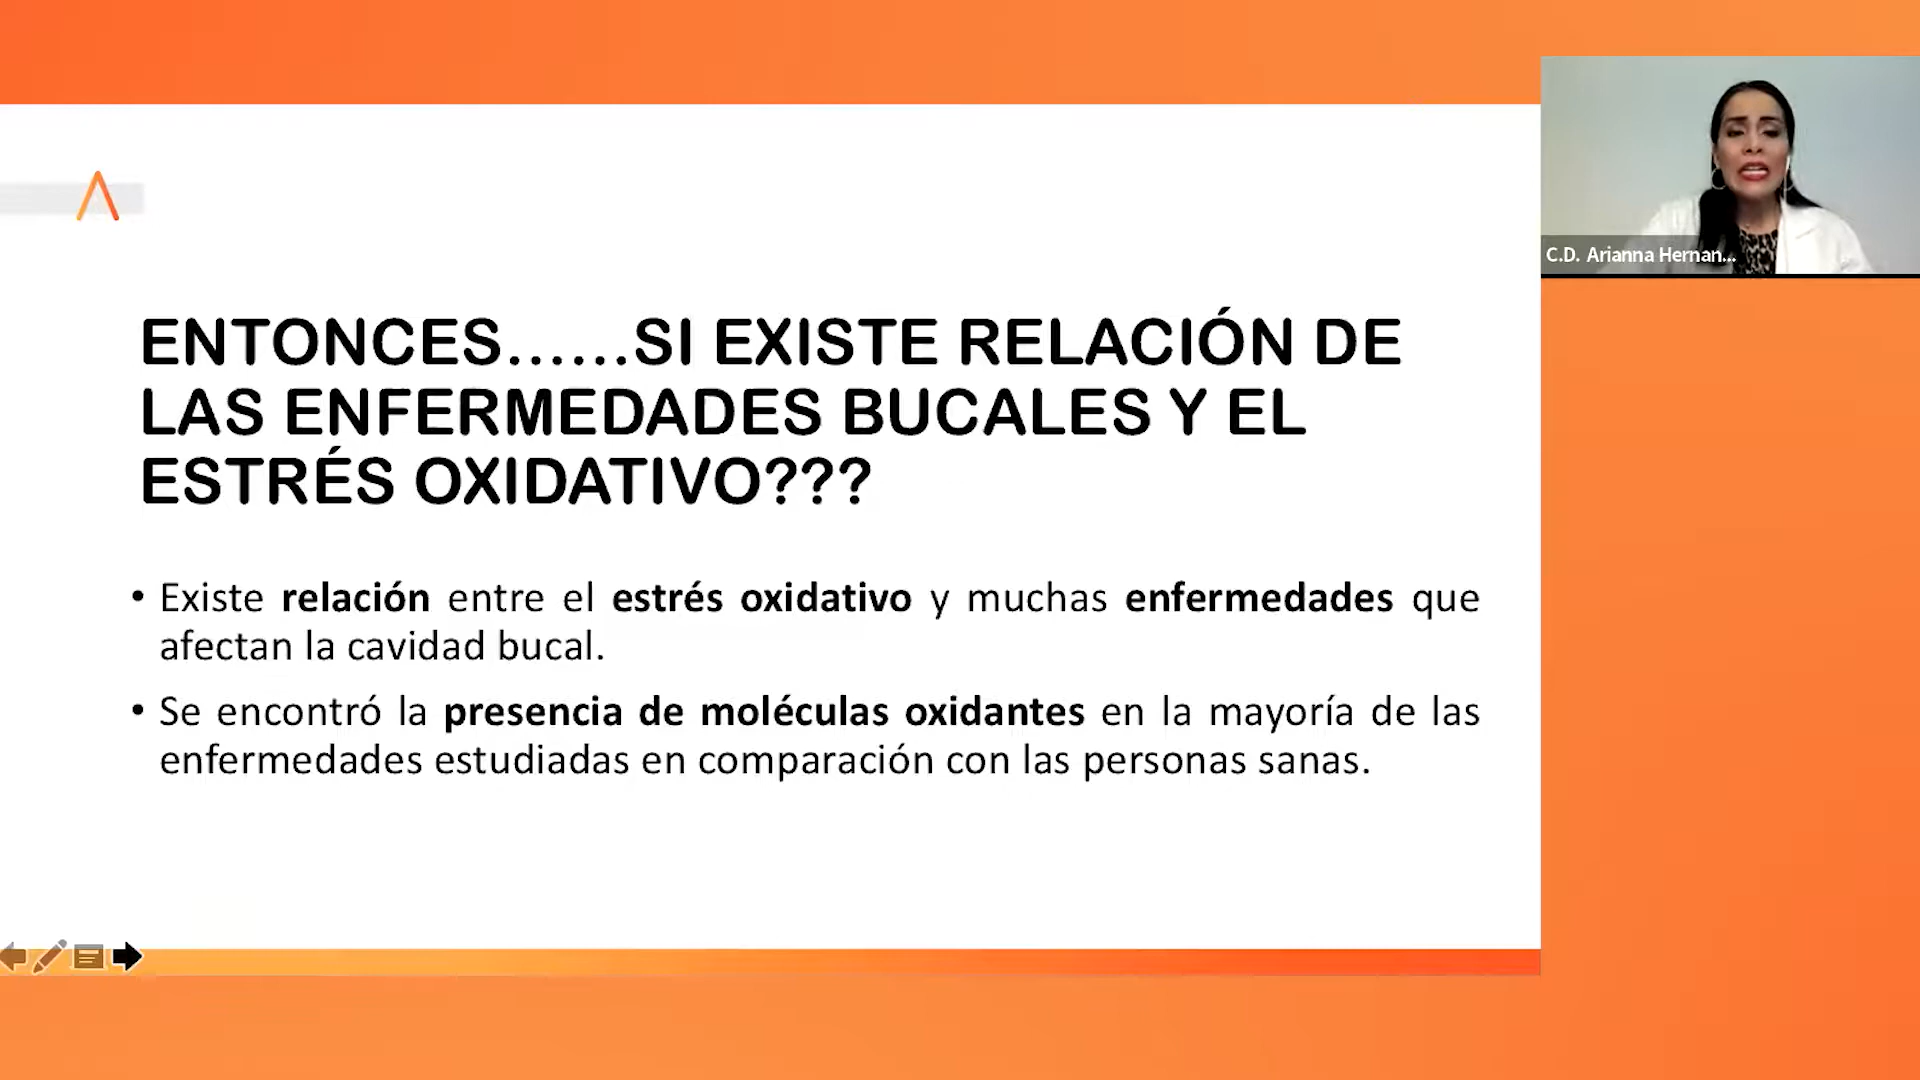 C.D. Arianna Hernan...
ENTONCES......SI EXISTE RELACIÓN DE
LAS ENFERMEDADES BUCALES Y EL
ESTRÉS OXIDATIVO???
• Existe relación entre el estrés oxidativo y muchas enfermedades que
afectan la cavidad bucal.
• Se encontró la presencia de moléculas oxidantes en la mayoría de las
enfermedades estudiadas en comparación con las personas sanas.